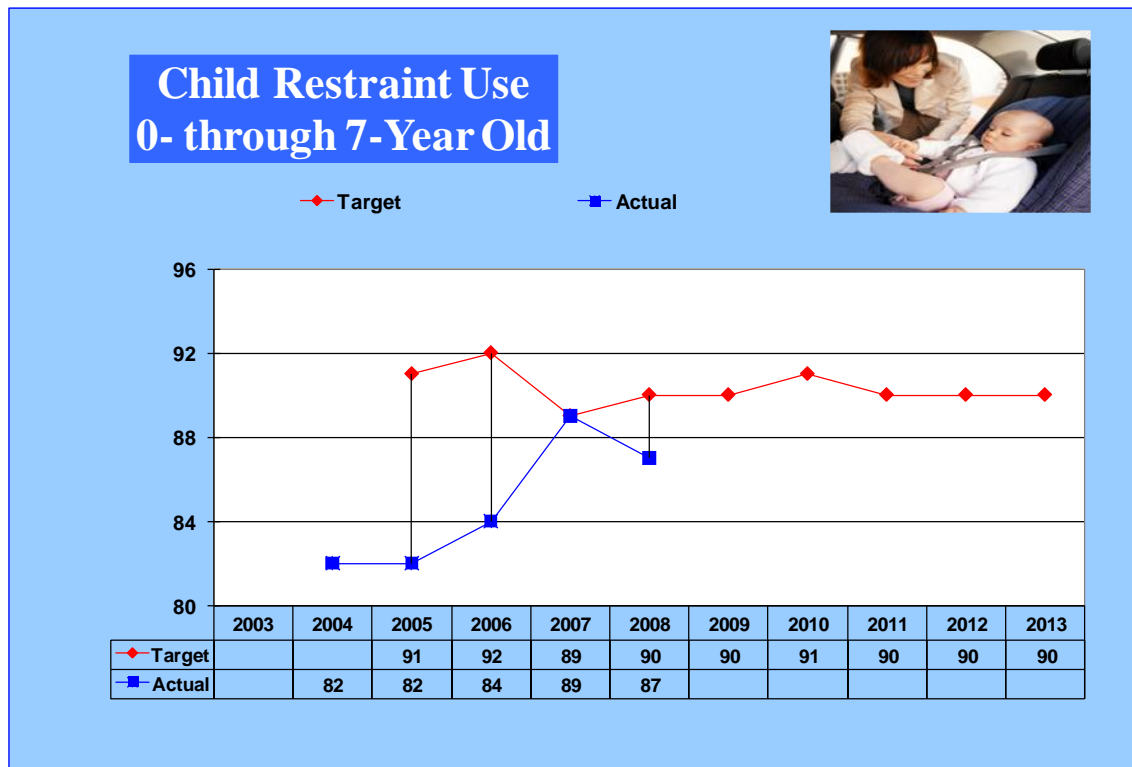 Child Restraint Use
0- through 7-Year Old
Target Actual
96
92
88
84
80
2003 2004 2005 2006 2007 2008 2009 2010 2011 2012 2013
Target 91 92 89 90 90 91 90 90 90
Actual 82 82 84 89 87